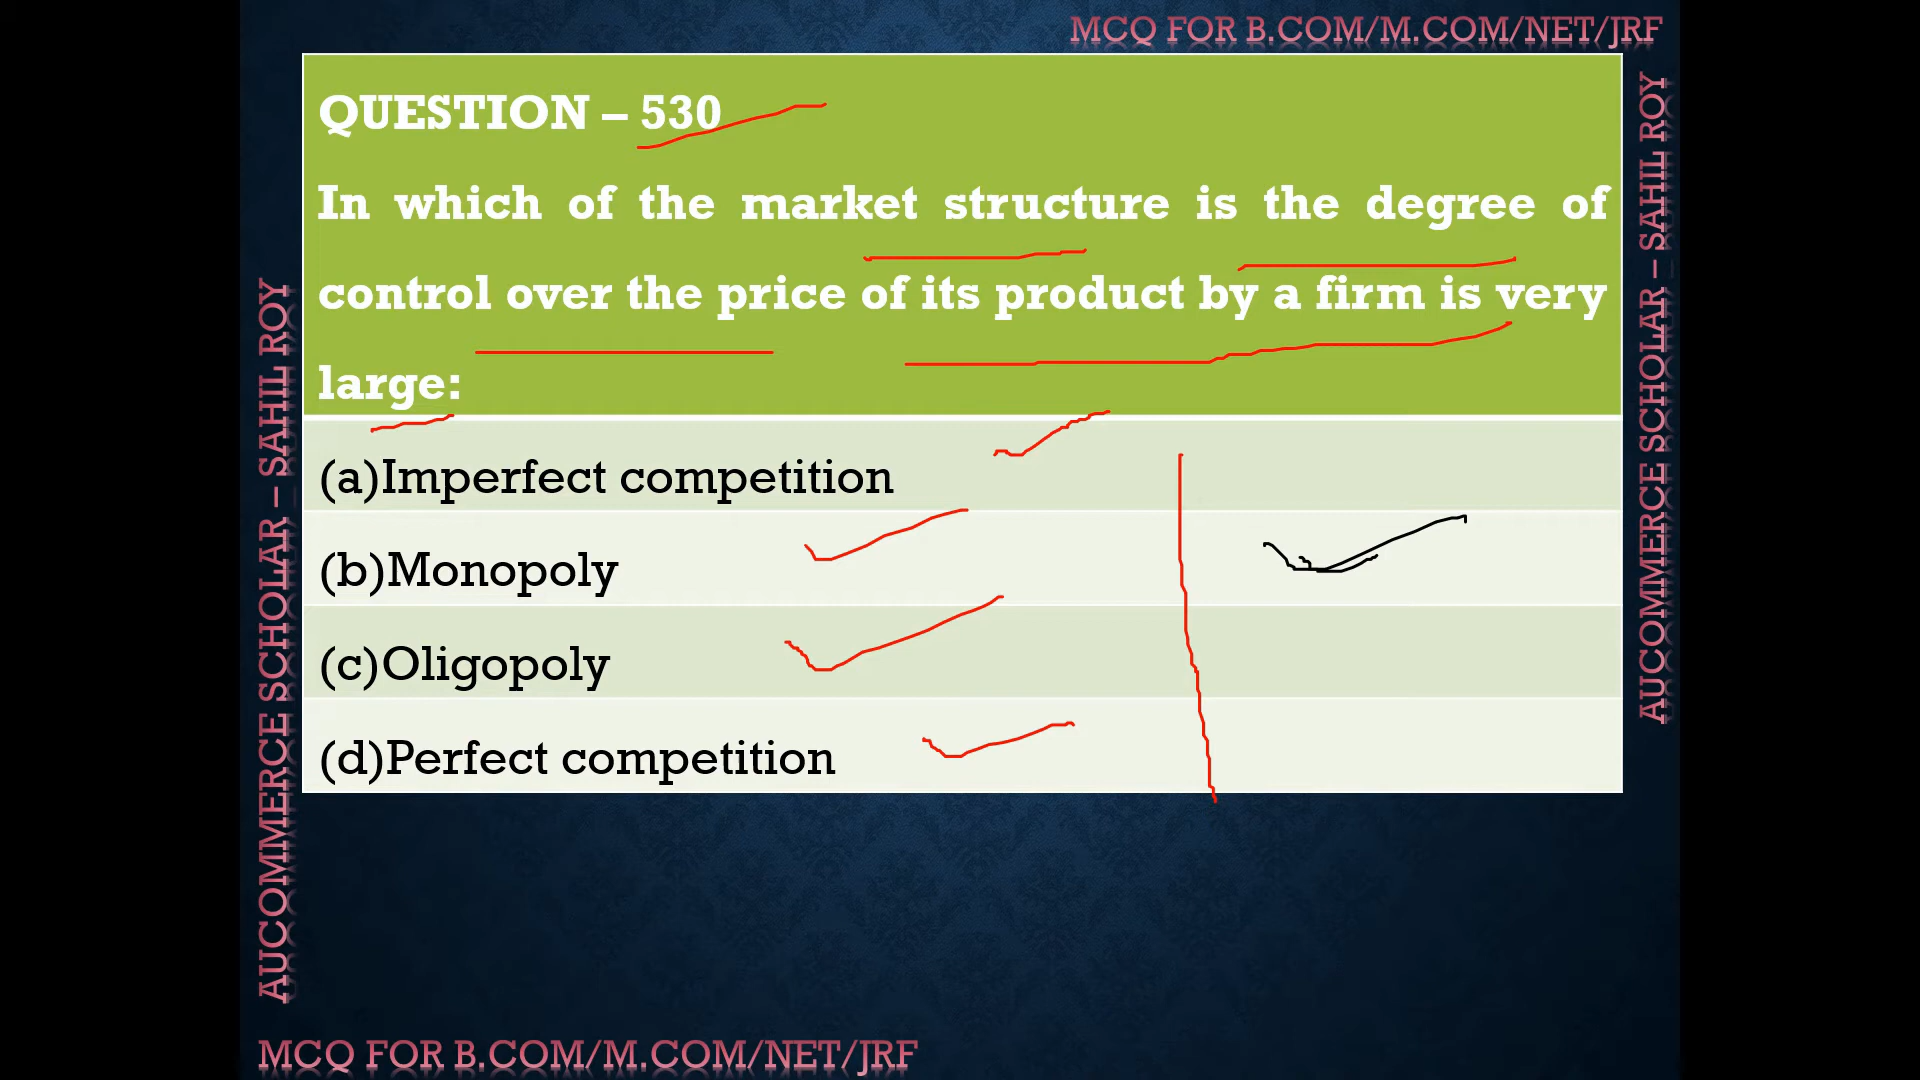 MCQ FOR B.COM/M.COM/NET/JRF
QUESTION – 530
In which of the market structure is the degree of
control over the price of its product by a firm is very
large:
(a)Imperfect competition
(b)Monopoly
(c)Oligopoly
(d)Perfect competition
AUCOMMERCE SCHOLAR – SAHIL ROY
AUCOMMERCE SCHOLAR – SAHIL ROY
MCQ FOR B.COM/M.COM/NET/JRF